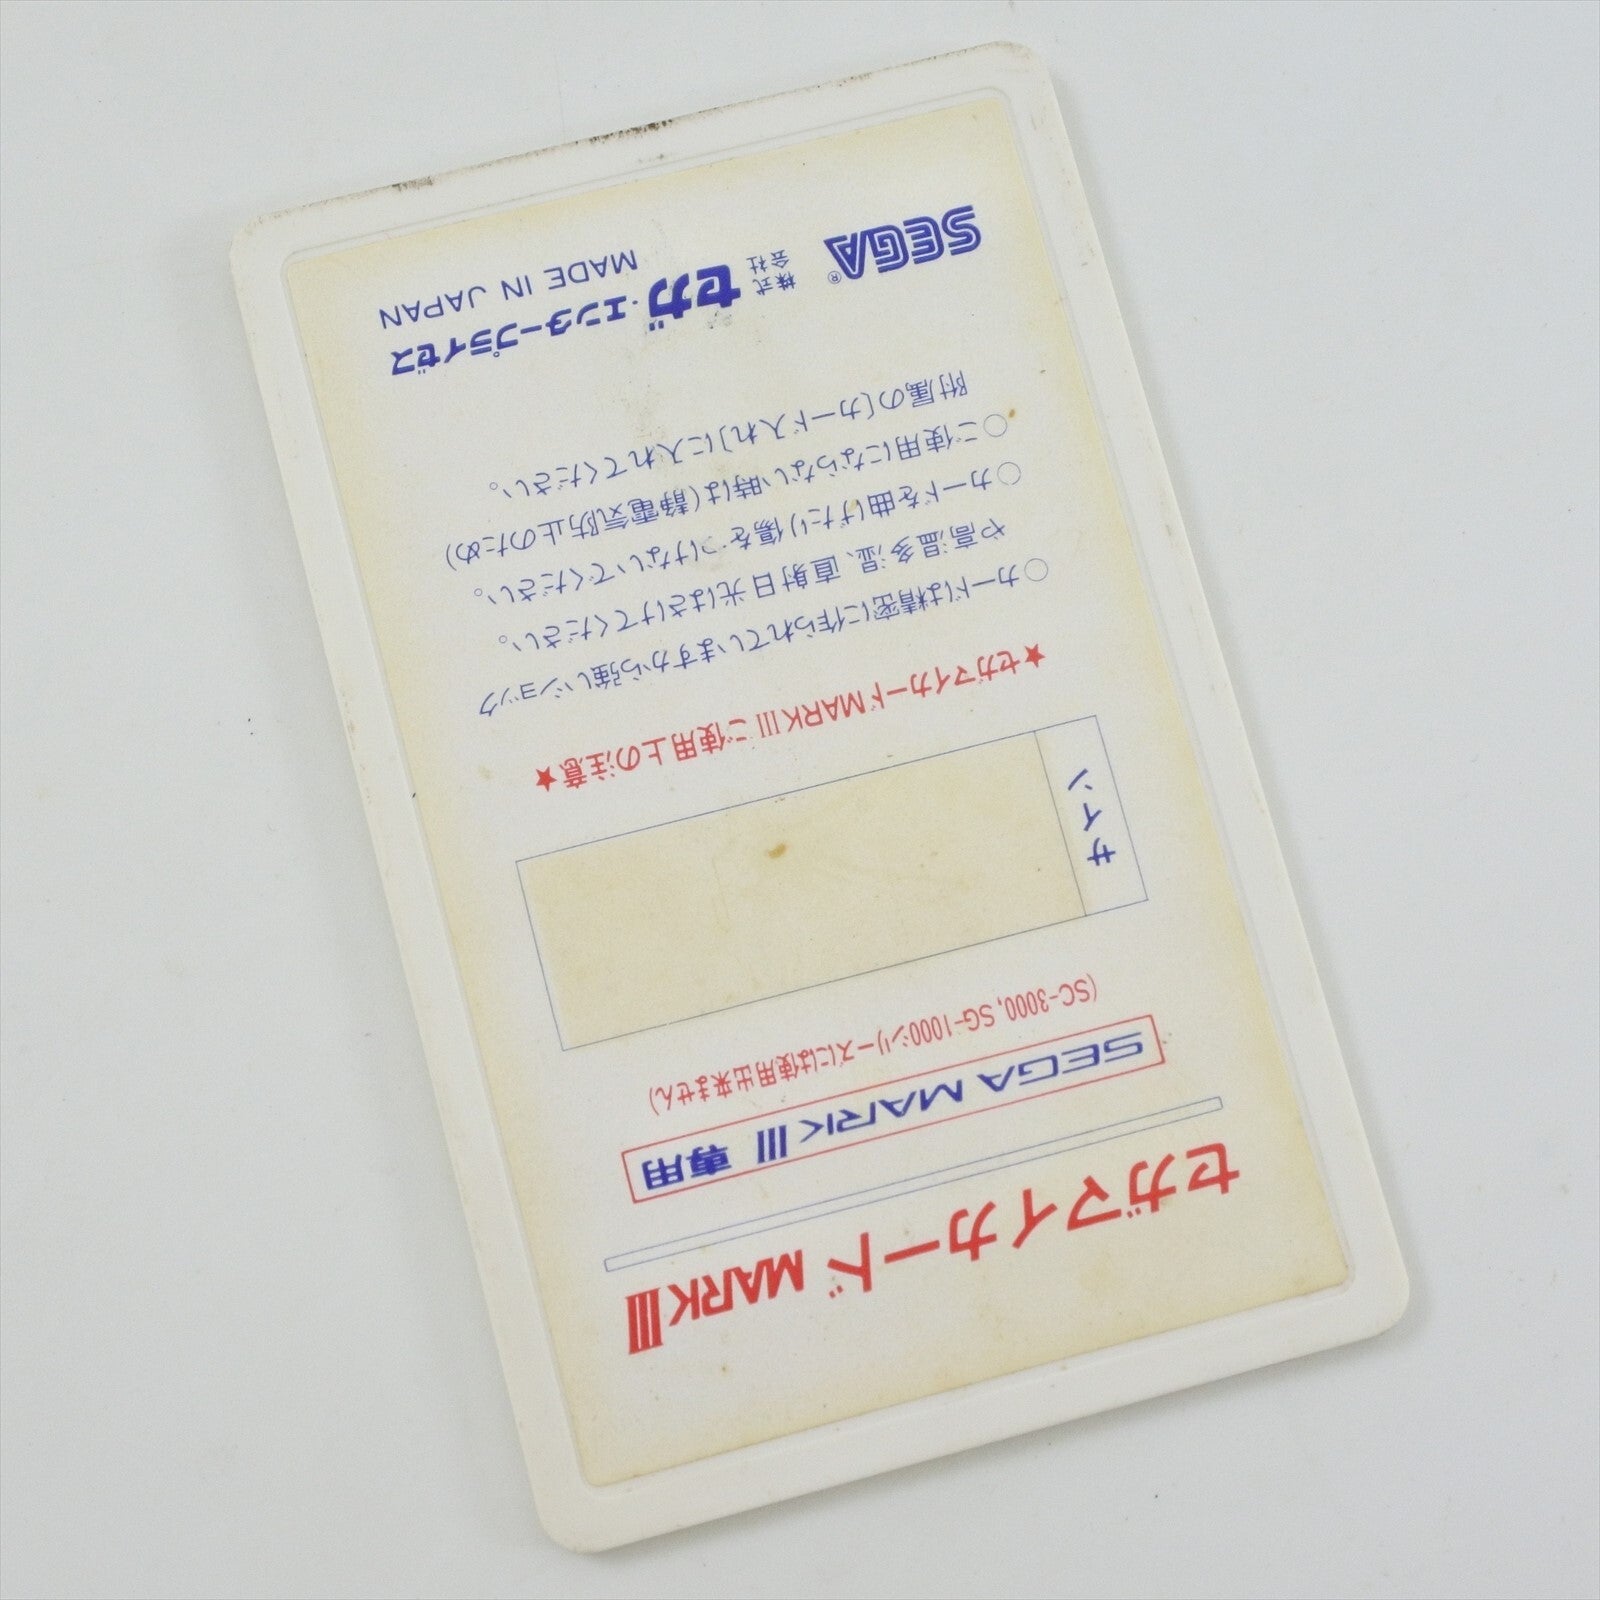 セガマイカード MARKIII
SEGA MARK III 専用
(SC-3000, SG-1000シリーズには使用出来ません)
サイン
★セガマイカードMARKIIIご使用上の注意★
○カードは精密に作られていますから強いショック
や高温多湿、直射日光はさけてください。
○カードを曲げたり傷をつけないでください。
○ご使用にならない時は(静電気防止のため)
附属の〔カード入れ〕に入れてください。
SEGA® 株式会社 セガ・エンタープライゼス
MADE IN JAPAN